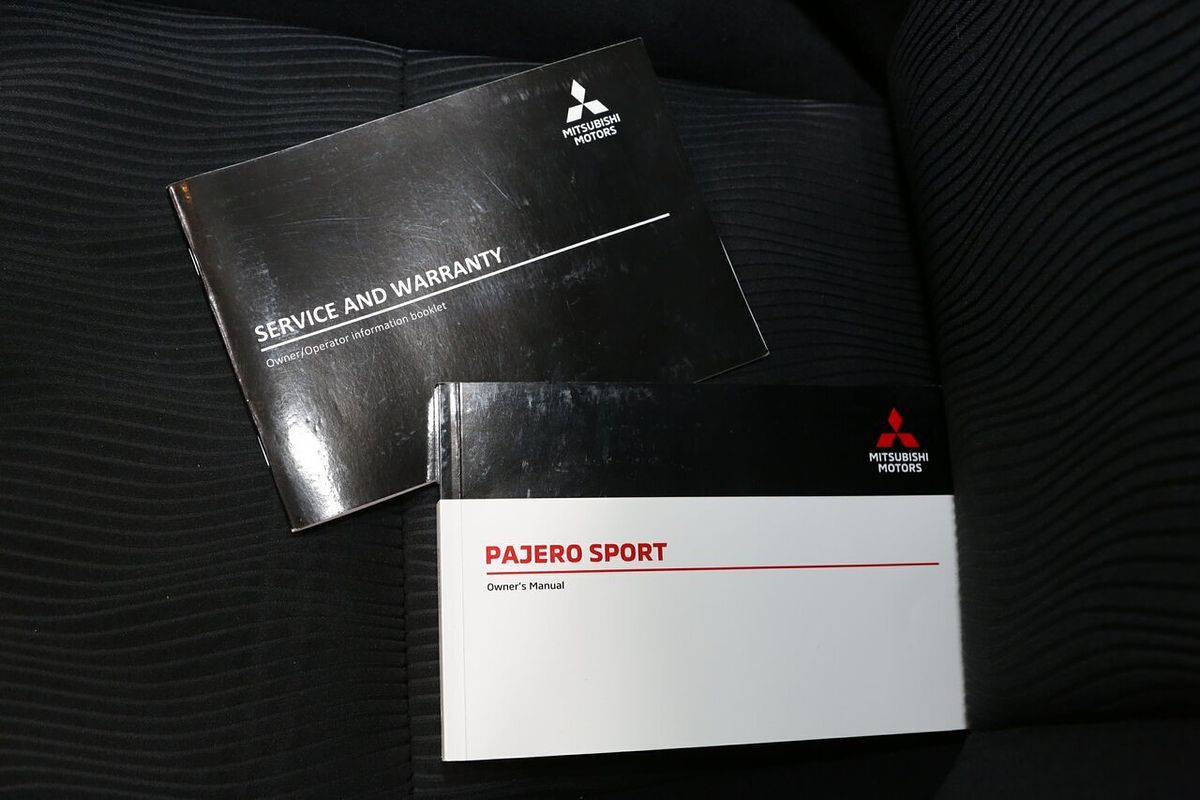 MITSUBISHI
MOTORS
SERVICE AND WARRANTY
Owner/Operator information booklet
MITSUBISHI
MOTORS
PAJERO SPORT
Owner's Manual